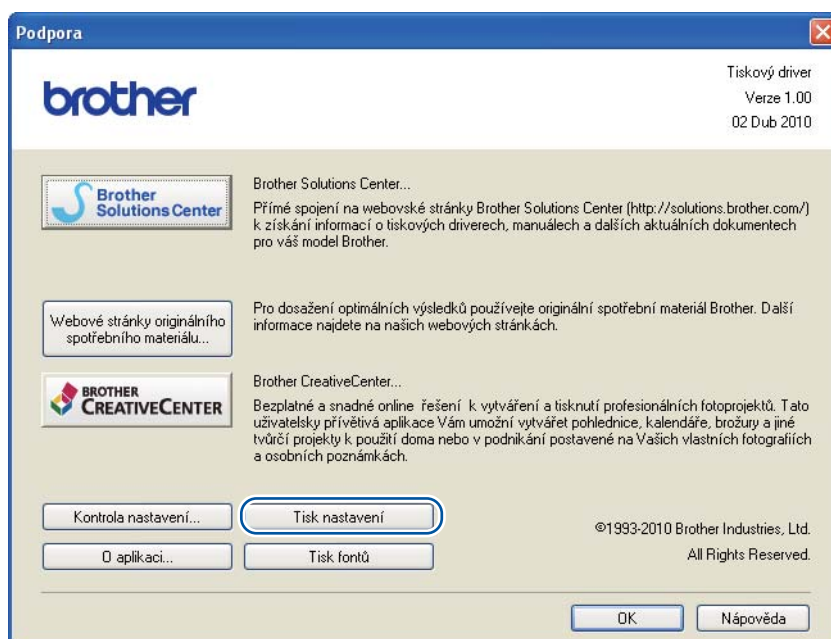 Podpora
brother
Tiskový driver
Verze 1.00
02 Dub 2010
Brother
Solutions Center
Brother Solutions Center...
Přímé spojení na webovské stránky Brother Solutions Center (http://solutions.brother.com/)
k získání informací o tiskových driverech, manuálech a dalších aktuálních dokumentech
pro váš model Brother.
Webové stránky originálního
spotřebního materiálu...
Pro dosažení optimálních výsledků používejte originální spotřební materiál Brother. Další
informace najdete na našich webových stránkách.
BROTHER
CREATIVECENTER
Brother CreativeCenter...
Bezplatné a snadné online řešení k vytváření a tisknutí profesionálních fotoprojektů. Tato
uživatelsky přívětivá aplikace Vám umožní vytvářet pohlednice, kalendáře, brožury a jiné
tvůrčí projekty k použití doma nebo v podnikání postavené na Vašich vlastních fotografiích
a osobních poznámkách.
Kontrola nastavení...
Tisk nastavení
©1993-2010 Brother Industries, Ltd.
O aplikaci...
Tisk fontů
All Rights Reserved.
OK
Nápověda